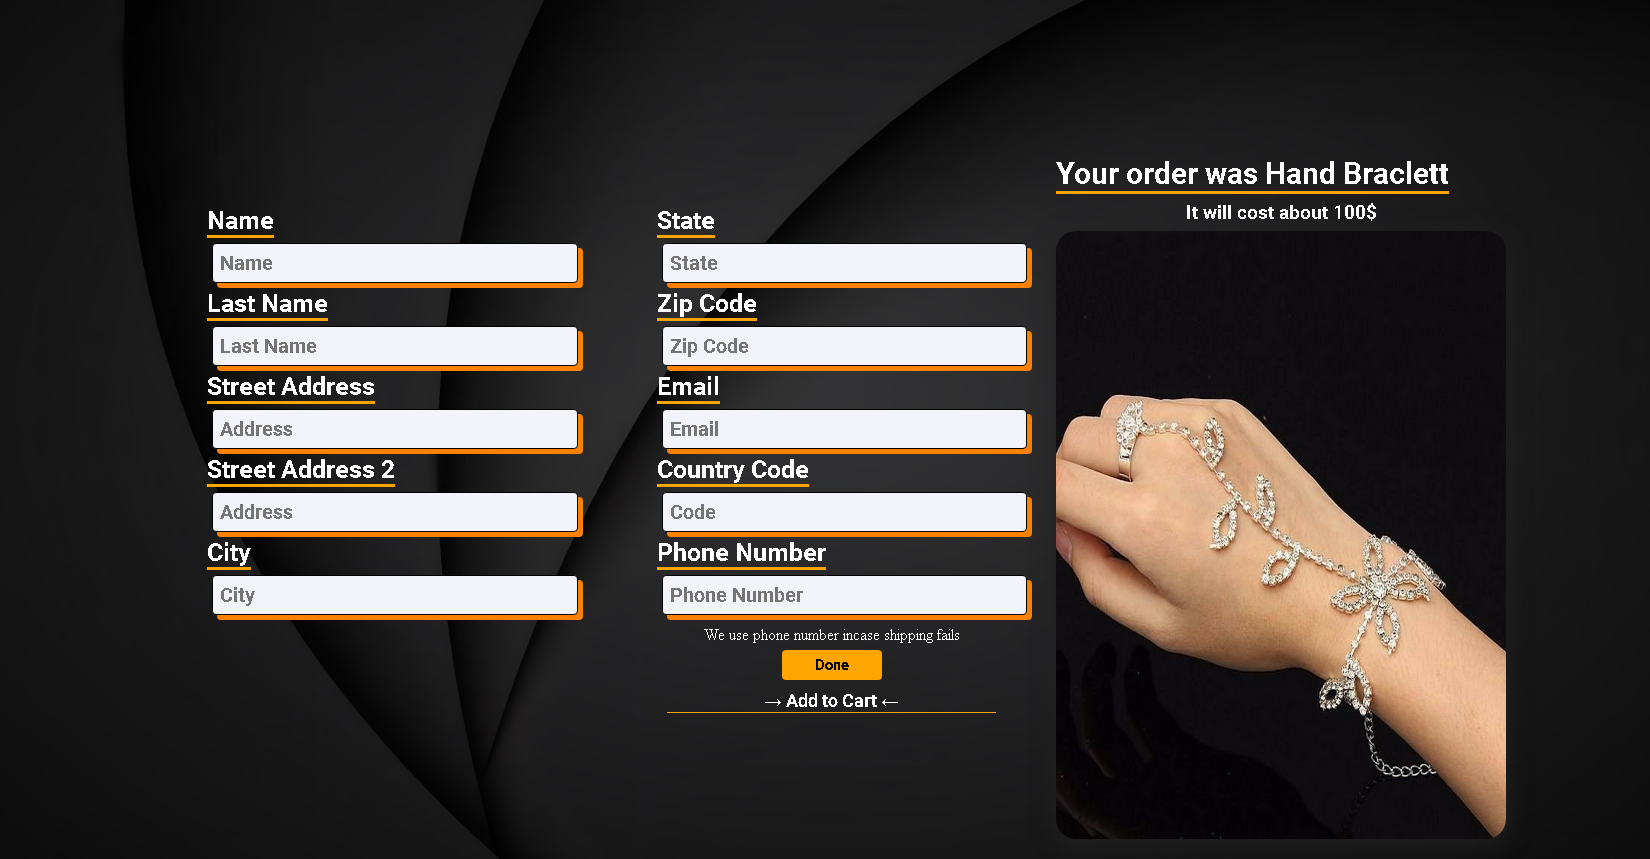 Name
Name
Last Name
Last Name
Street Address
Address
Street Address 2
Address
City
City
State
State
Zip Code
Zip Code
Email
Email
Country Code
Code
Phone Number
Phone Number
We use phone number incase shipping fails
Done
→ Add to Cart ←
Your order was Hand Braclett
It will cost about 100$